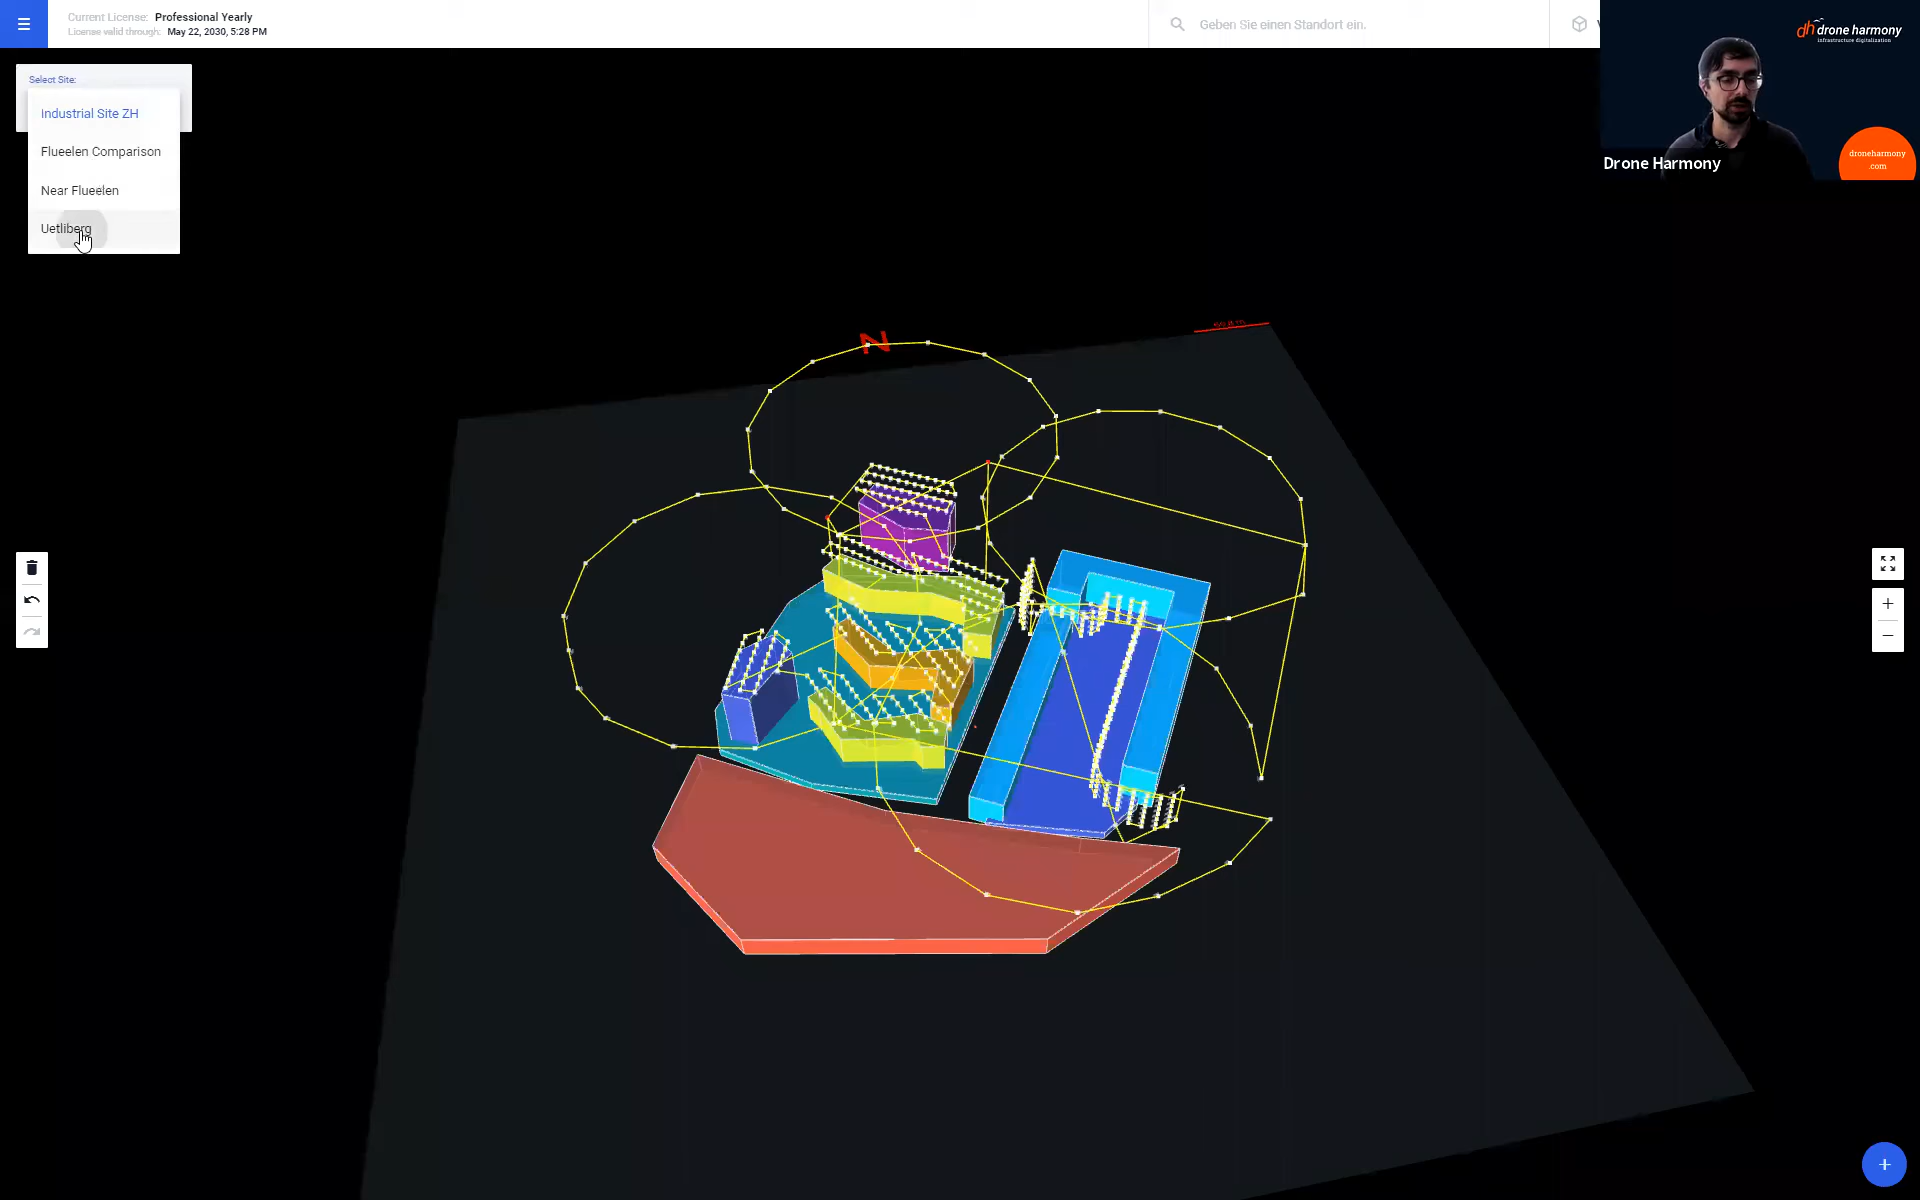 Current License: Professional Yearly
License valid through: May 22, 2030, 5:28 PM
Geben Sie einen Standort ein.
dh drone harmony
infrastructure digitalization
droneharmony
.com
Drone Harmony
Select Site:
Industrial Site ZH
Flueelen Comparison
Near Flueelen
Uetliberg
N